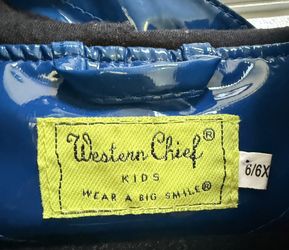 Western Chief®
KIDS
WEAR A BIG SMILE®
6/6X